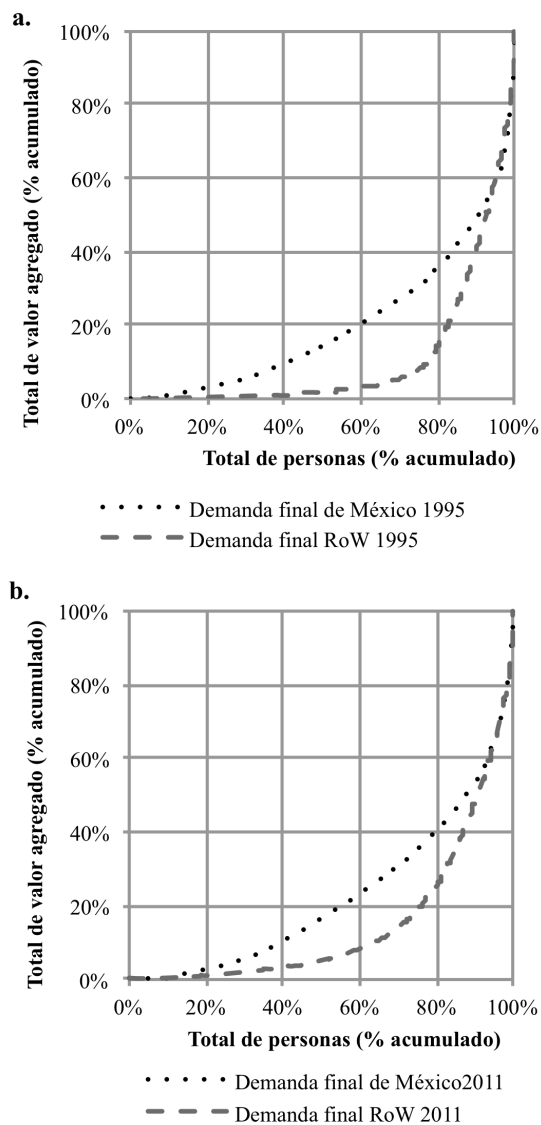 a.
Total de valor agregado (% acumulado)
100%
80%
60%
40%
20%
0%
0% 20% 40% 60% 80% 100%
Total de personas (% acumulado)
Demanda final de México 1995
Demanda final RoW 1995
b.
Total de valor agregado (% acumulado)
100%
80%
60%
40%
20%
0%
0% 20% 40% 60% 80% 100%
Total de personas (% acumulado)
Demanda final de México2011
Demanda final RoW 2011